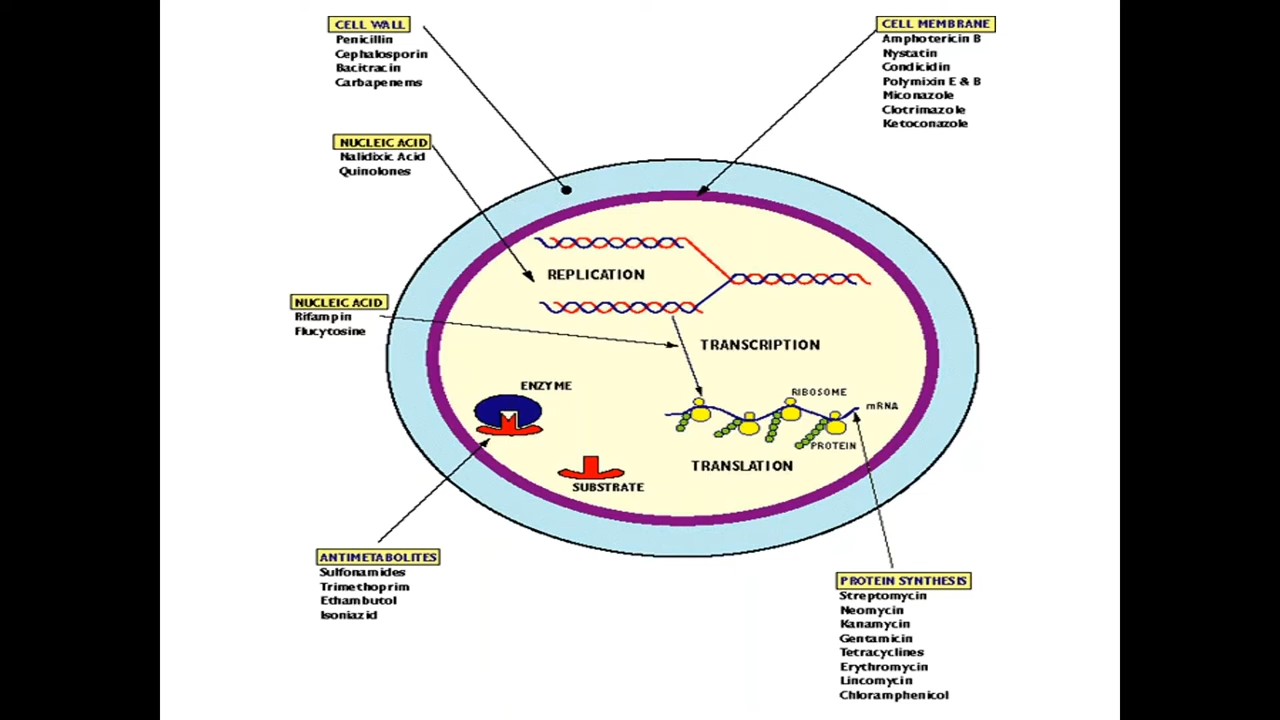 CELL WALL
Penicillin
Cephalosporin
Bacitracin
Carbapenems
CELL MEMBRANE
Amphotericin B
Nystatin
Condicidin
Polymixin E & B
Miconazole
Clotrimazole
Ketoconazole
NUCLEIC ACID
Nalidixic Acid
Quinolones
REPLICATION
NUCLEIC ACID
Rifampin
Flucytosine
TRANSCRIPTION
ENZYME
RIBOSOME
mRNA
PROTEIN
TRANSLATION
SUBSTRATE
ANTIMETABOLITES
Sulfonamides
Trimethoprim
Ethambutol
Isoniazid
PROTEIN SYNTHESIS
Streptomycin
Neomycin
Kanamycin
Gentamicin
Tetracyclines
Erythromycin
Lincomycin
Chloramphenicol